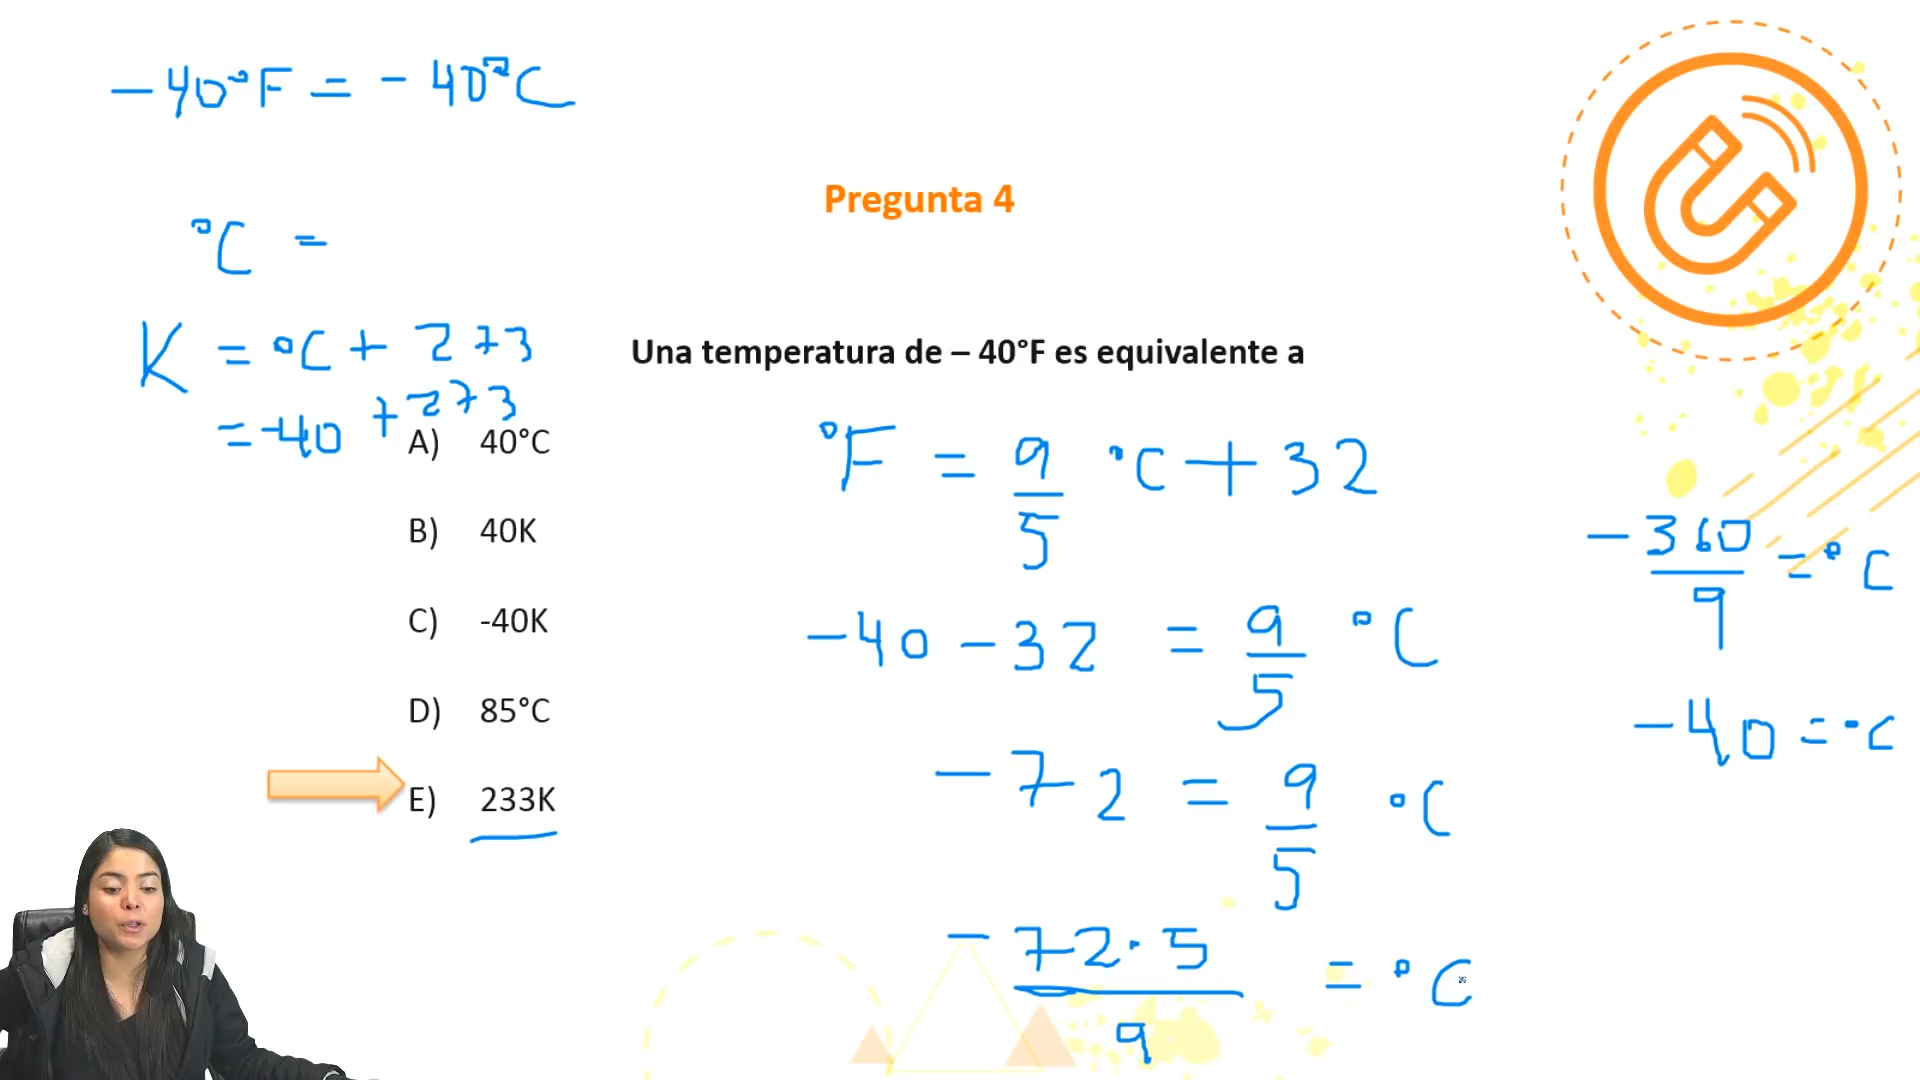 -40°F = -40°C
Pregunta 4
°C =
K = °C + 273
= -40 + 273
Una temperatura de – 40°F es equivalente a
A) 40°C
B) 40K
C) -40K
D) 85°C
E) 233K
°F = 9/5 °C + 32
-40 - 32 = 9/5 °C
-72 = 9/5 °C
-72·5/9 = °C
-360/9 = °C
-40 = °C